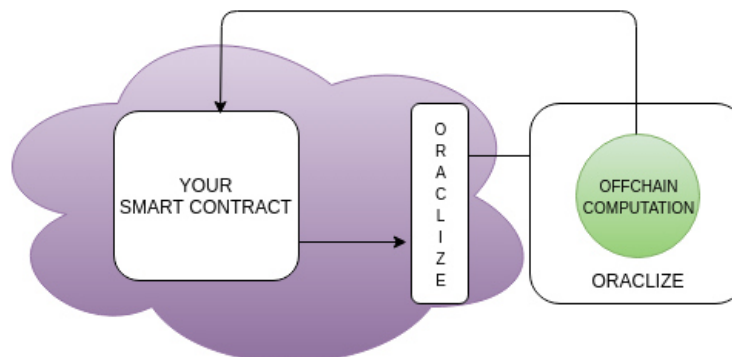 YOUR
SMART CONTRACT
O
R
A
C
L
I
Z
E
OFFCHAIN
COMPUTATION
ORACLIZE